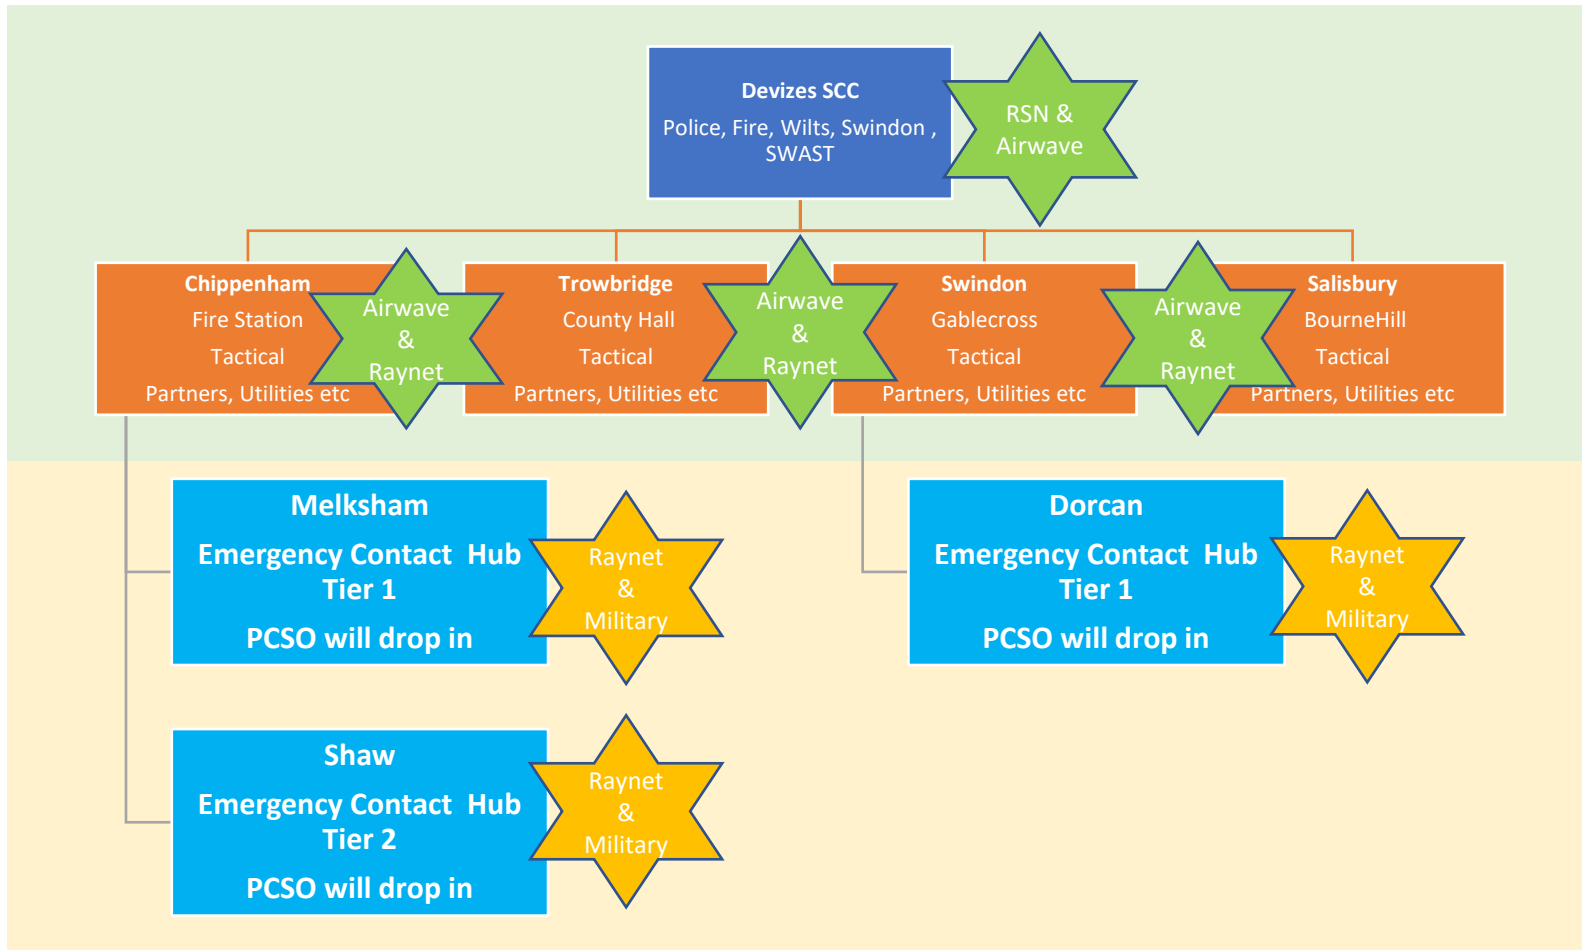 Devizes SCC
Police, Fire, Wilts, Swindon ,
SWAST
RSN &
Airwave
Chippenham
Fire Station
Tactical
Partners, Utilities etc
Airwave
&
Raynet
Trowbridge
County Hall
Tactical
Partners, Utilities etc
Airwave
&
Raynet
Swindon
Gablecross
Tactical
Partners, Utilities etc
Airwave
&
Raynet
Salisbury
BourneHill
Tactical
Partners, Utilities etc
Melksham
Emergency Contact Hub
Tier 1
PCSO will drop in
Raynet
&
Military
Dorcan
Emergency Contact Hub
Tier 1
PCSO will drop in
Raynet
&
Military
Shaw
Emergency Contact Hub
Tier 2
PCSO will drop in
Raynet
&
Military